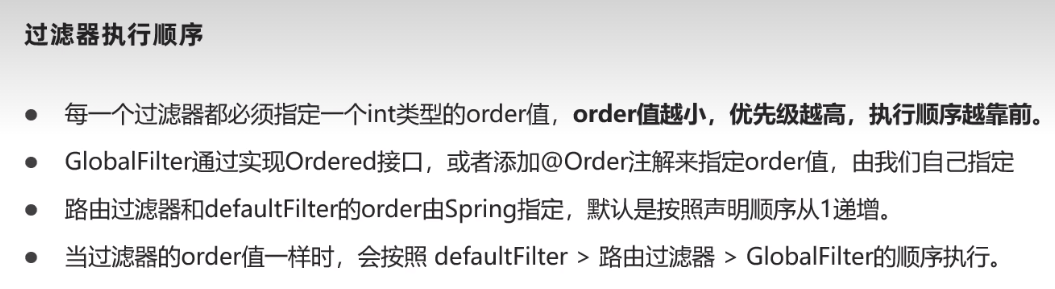 过滤器执行顺序
● 每一个过滤器都必须指定一个int类型的order值，order值越小，优先级越高，执行顺序越靠前。
● GlobalFilter通过实现Ordered接口，或者添加@Order注解来指定order值，由我们自己指定
● 路由过滤器和defaultFilter的order由Spring指定，默认是按照声明顺序从1递增。
● 当过滤器的order值一样时，会按照 defaultFilter > 路由过滤器 > GlobalFilter的顺序执行。